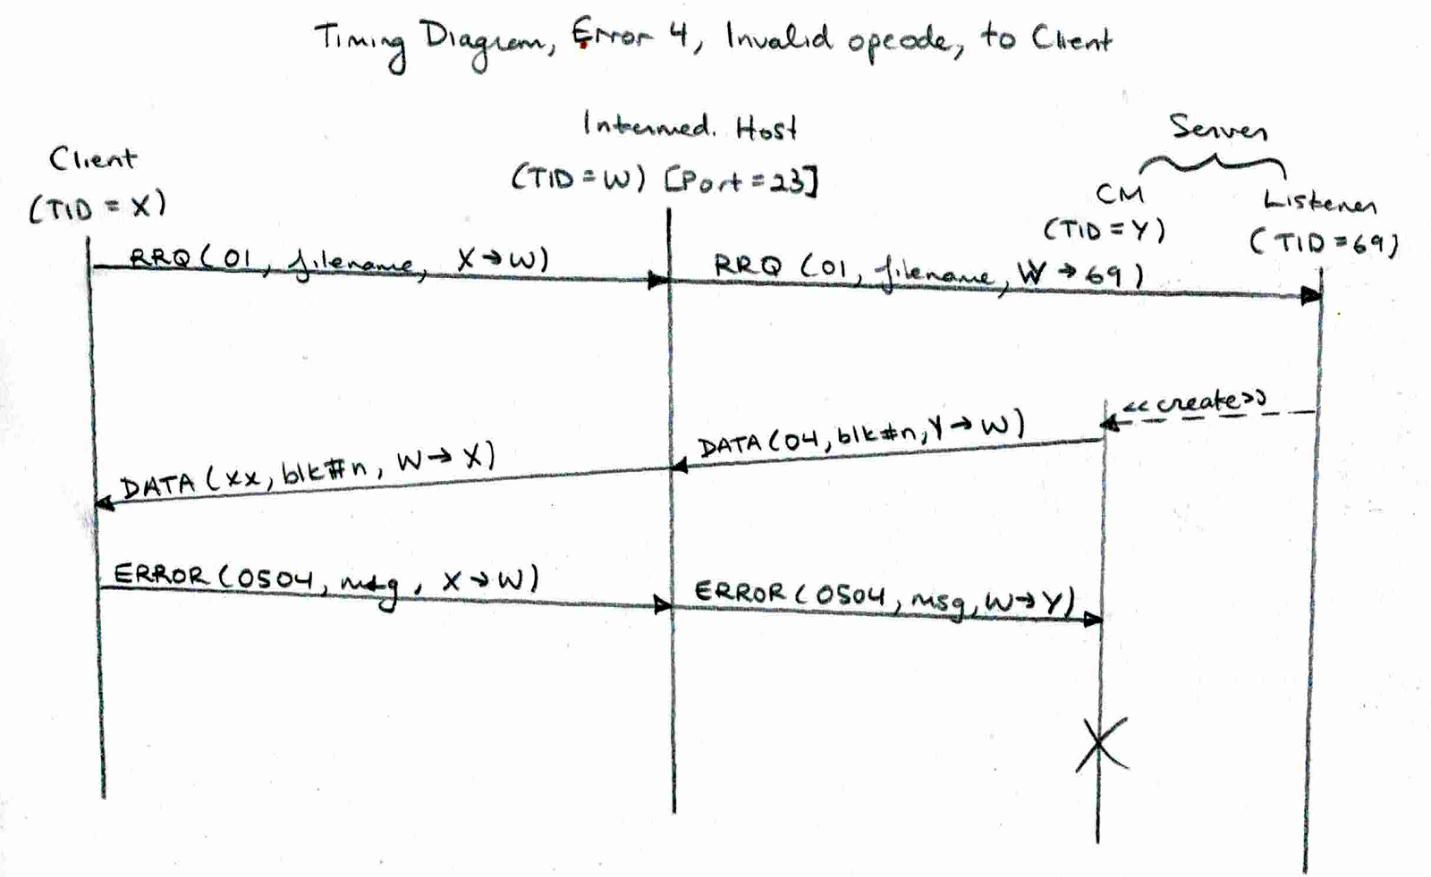 Timing Diagram, Error 4, Invalid opcode, to Client
Intermed. Host
(TID = W) [Port = 23]
Server
Client
(TID = X)
CM
(TID = Y)
Listener
(TID = 69)
RRQ (01, filename, X → W)
RRQ (01, filename, W → 69)
<<create>>
DATA (04, blk#n, Y → W)
DATA (xx, blk#n, W → X)
ERROR (0504, msg, X → W)
ERROR (0504, msg, W → Y)